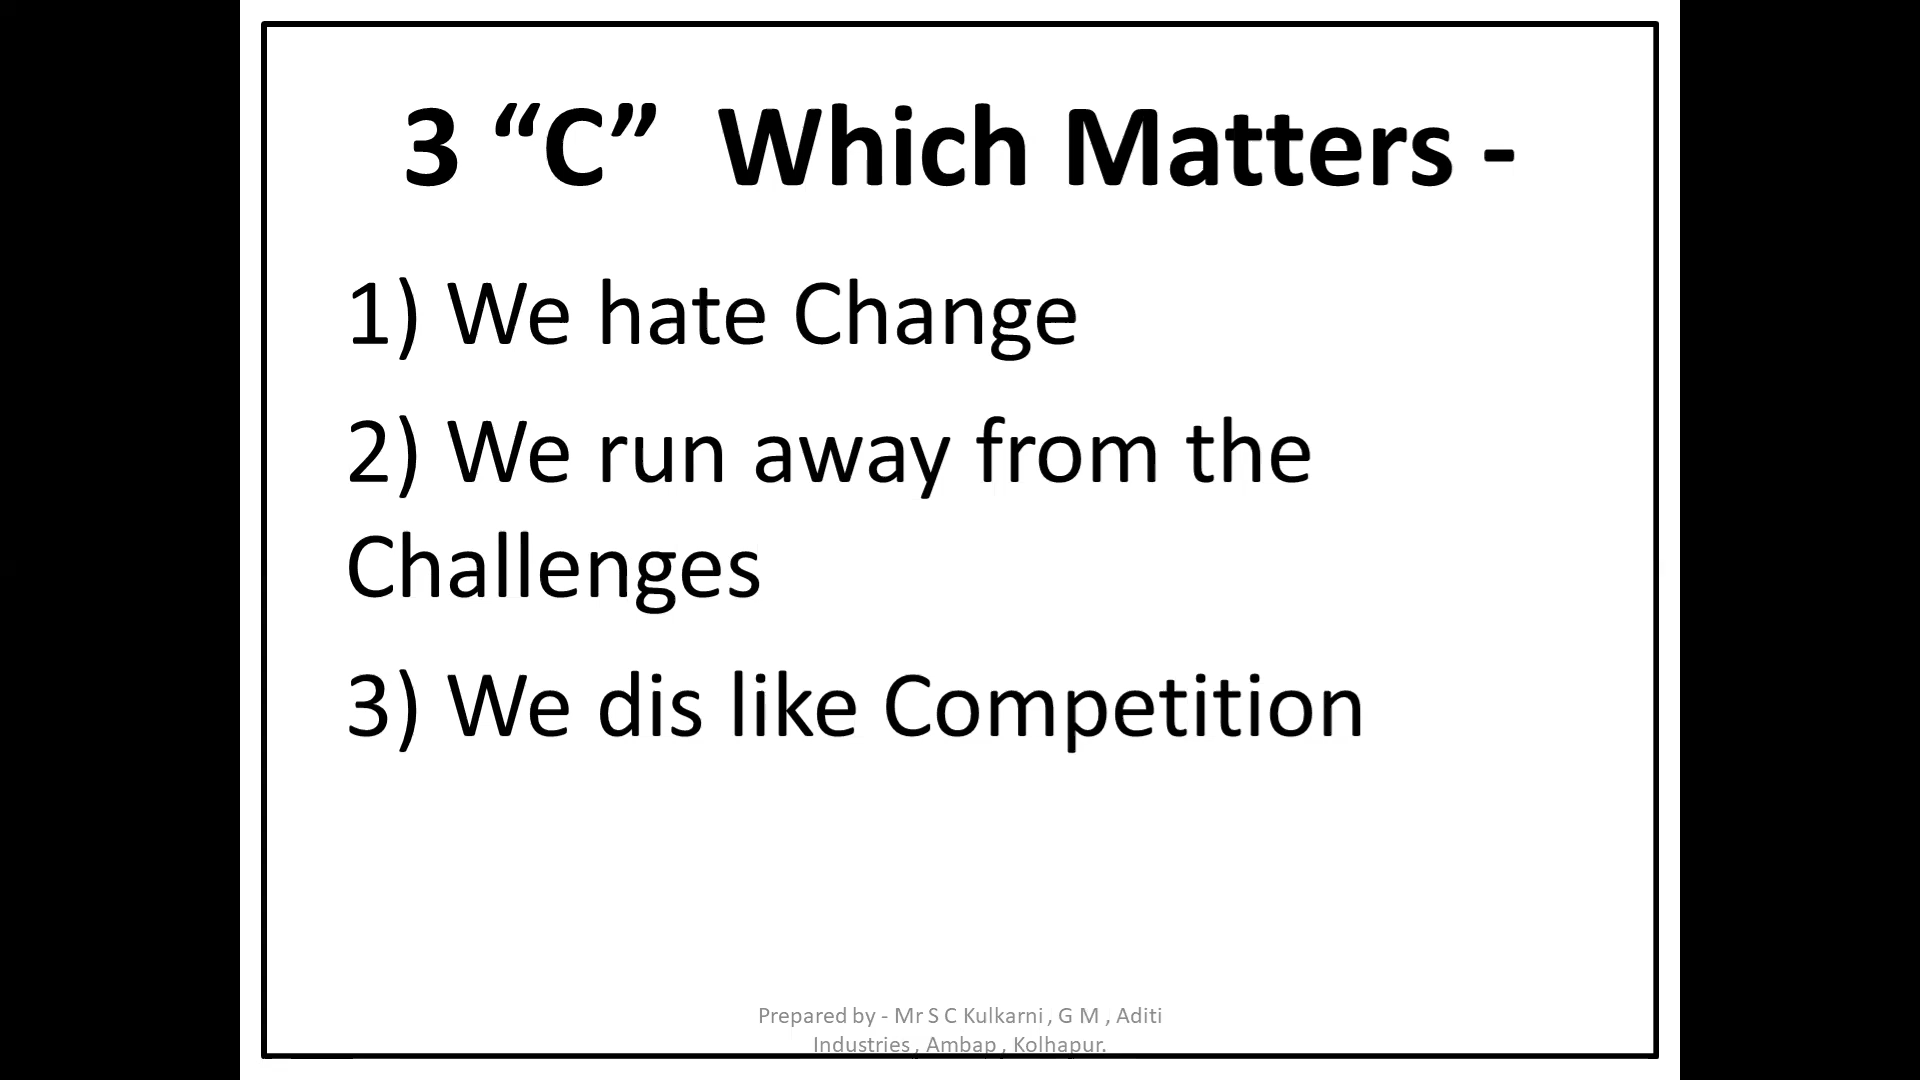 3 “C”  Which Matters -
1) We hate Change
2) We run away from the
Challenges
3) We dis like Competition
Prepared by - Mr S C Kulkarni , G M , Aditi
Industries , Ambap , Kolhapur.